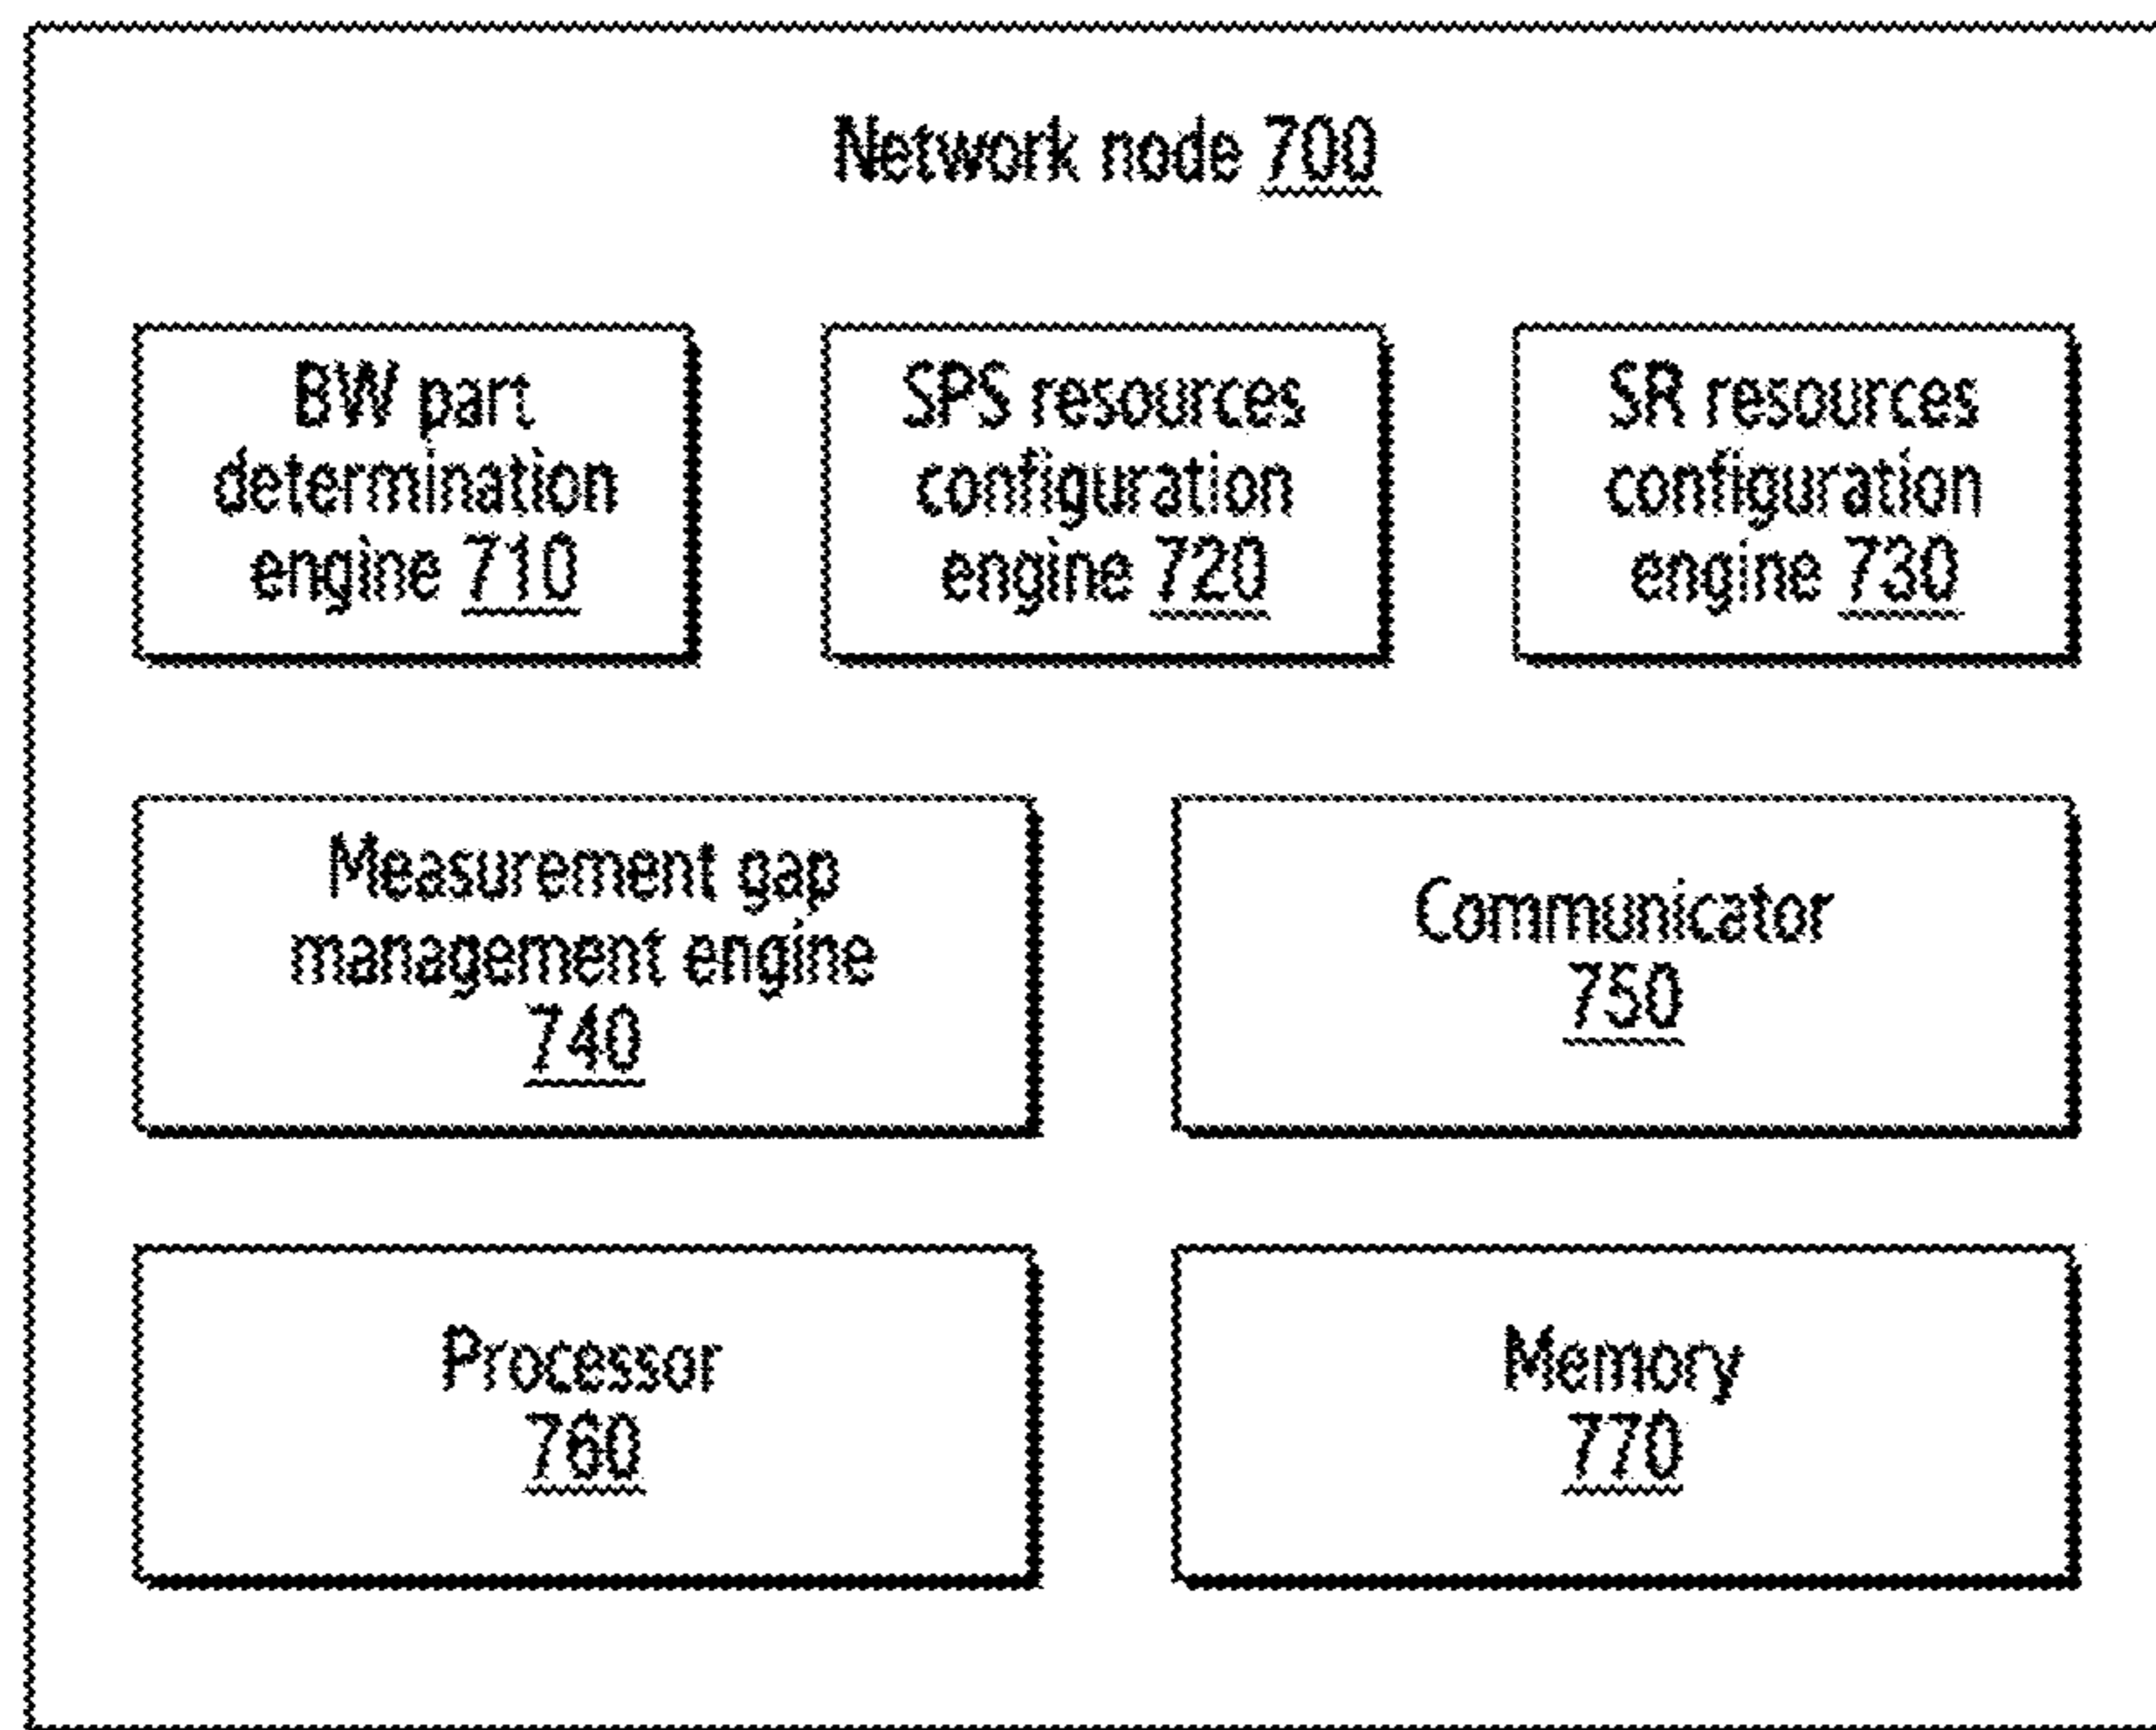 Network node 700
BW part
determination
engine 710
SPS resources
configuration
engine 720
SR resources
configuration
engine 730
Measurement gap
management engine
740
Communicator
750
Processor
760
Memory
770